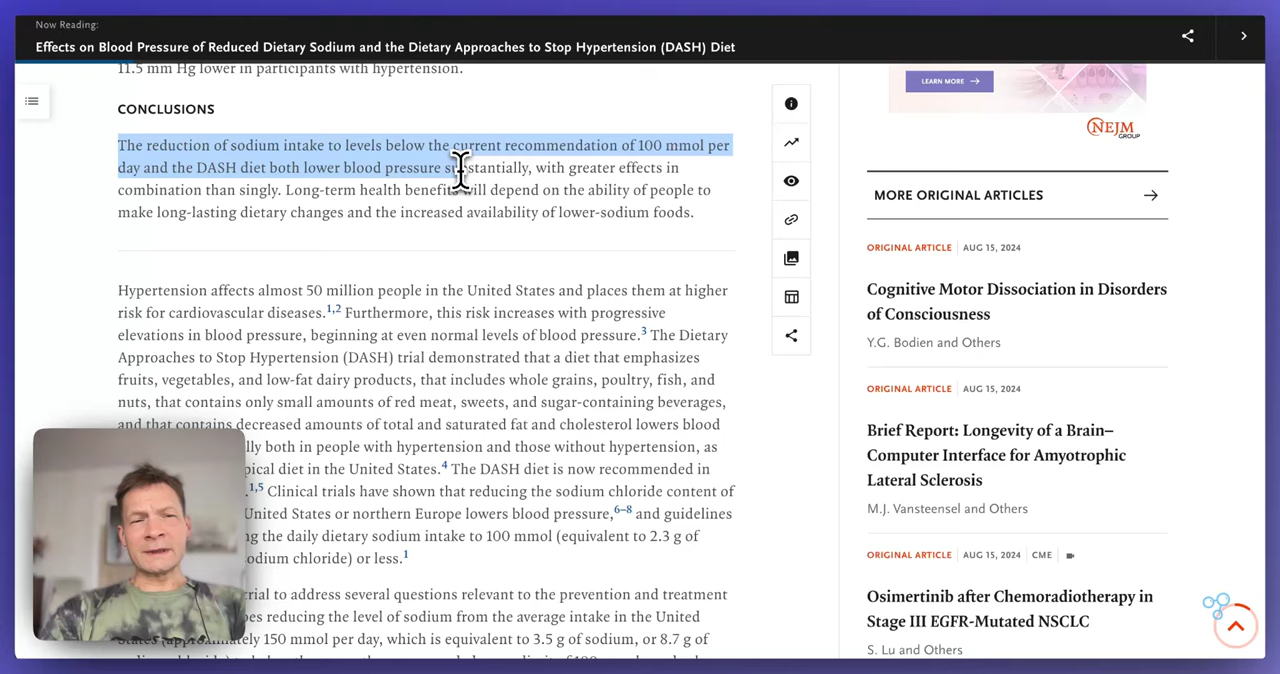 Now Reading:
Effects on Blood Pressure of Reduced Dietary Sodium and the Dietary Approaches to Stop Hypertension (DASH) Diet
11.5 mm Hg lower in participants with hypertension.
CONCLUSIONS
The reduction of sodium intake to levels below the current recommendation of 100 mmol per
day and the DASH diet both lower blood pressure substantially, with greater effects in
combination than singly. Long-term health benefits will depend on the ability of people to
make long-lasting dietary changes and the increased availability of lower-sodium foods.
Hypertension affects almost 50 million people in the United States and places them at higher
risk for cardiovascular diseases.1,2 Furthermore, this risk increases with progressive
elevations in blood pressure, beginning at even normal levels of blood pressure.3 The Dietary
Approaches to Stop Hypertension (DASH) trial demonstrated that a diet that emphasizes
fruits, vegetables, and low-fat dairy products, that includes whole grains, poultry, fish, and
nuts, that contains only small amounts of red meat, sweets, and sugar-containing beverages,
and that contains decreased amounts of total and saturated fat and cholesterol lowers blood
lly both in people with hypertension and those without hypertension, as
pical diet in the United States.4 The DASH diet is now recommended in
.1,5 Clinical trials have shown that reducing the sodium chloride content of
United States or northern Europe lowers blood pressure,6–8 and guidelines
ng the daily dietary sodium intake to 100 mmol (equivalent to 2.3 g of
odium chloride) or less.1
trial to address several questions relevant to the prevention and treatment
oes reducing the level of sodium from the average intake in the United
States (approximately 150 mmol per day, which is equivalent to 3.5 g of sodium, or 8.7 g of
LEARN MORE
NEJM
GROUP
MORE ORIGINAL ARTICLES
ORIGINAL ARTICLE | AUG 15, 2024
Cognitive Motor Dissociation in Disorders
of Consciousness
Y.G. Bodien and Others
ORIGINAL ARTICLE | AUG 15, 2024
Brief Report: Longevity of a Brain–
Computer Interface for Amyotrophic
Lateral Sclerosis
M.J. Vansteensel and Others
ORIGINAL ARTICLE | AUG 15, 2024 | CME
Osimertinib after Chemoradiotherapy in
Stage III EGFR-Mutated NSCLC
S. Lu and Others